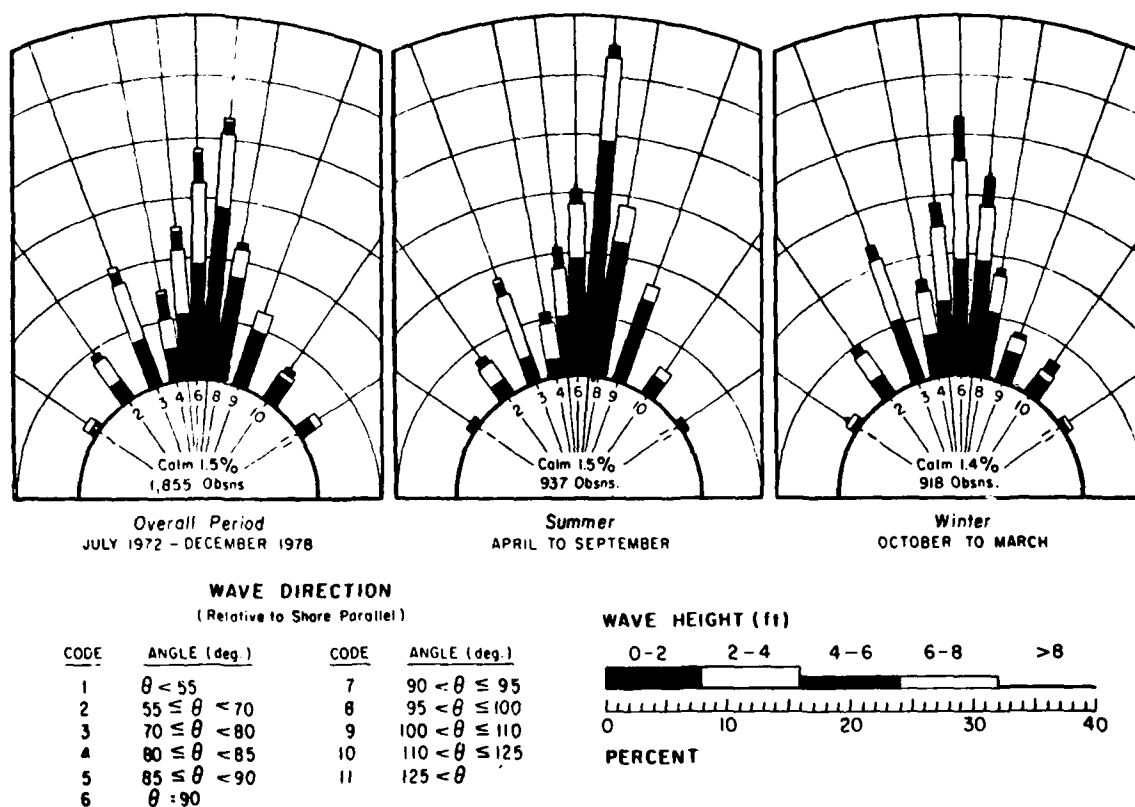 2 3 4 6 8 9 10
Calm 1.5%
1,855 Obsns.
2 3 4 6 8 9 10
Calm 1.5%
937 Obsns.
2 3 4 6 8 9 10
Calm 1.4%
918 Obsns.
Overall Period
JULY 1972 – DECEMBER 1978
Summer
APRIL TO SEPTEMBER
Winter
OCTOBER TO MARCH
WAVE DIRECTION
(Relative to Shore Parallel)
CODE ANGLE (deg.) CODE ANGLE (deg.)
1 θ < 55 7 90 < θ ≤ 95
2 55 ≤ θ < 70 8 95 < θ ≤ 100
3 70 ≤ θ < 80 9 100 < θ ≤ 110
4 80 ≤ θ < 85 10 110 < θ ≤ 125
5 85 ≤ θ < 90 11 125 < θ
6 θ = 90
WAVE HEIGHT (ft)
0-2 2-4 4-6 6-8 >8
0 10 20 30 40
PERCENT